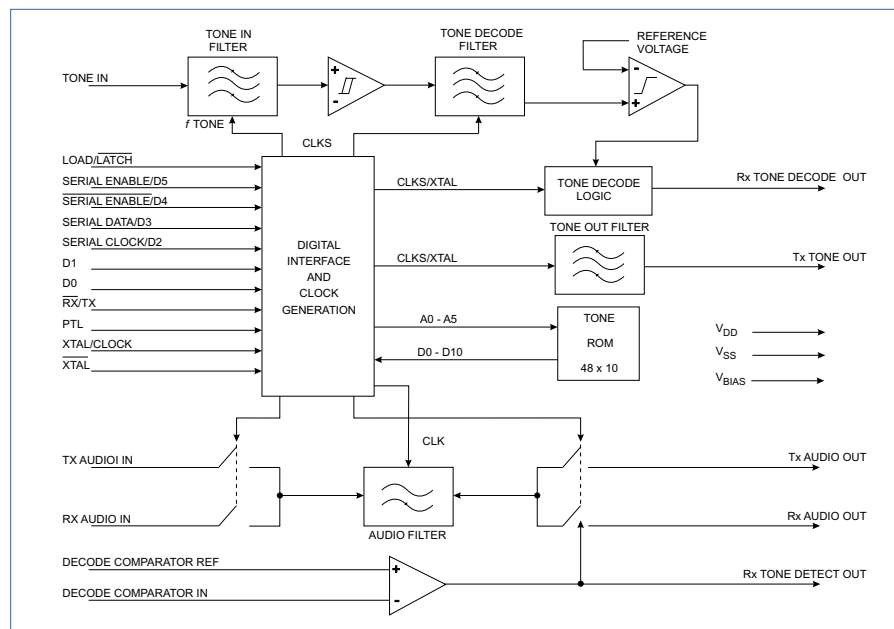 TONE IN
FILTER
TONE DECODE
FILTER
REFERENCE
VOLTAGE
TONE IN
+
-
-
+
f TONE
CLKS
LOAD/LATCH
SERIAL ENABLE/D5
SERIAL ENABLE/D4
SERIAL DATA/D3
SERIAL CLOCK/D2
D1
D0
RX/TX
PTL
XTAL/CLOCK
XTAL
DIGITAL
INTERFACE
AND
CLOCK
GENERATION
CLKS/XTAL
TONE DECODE
LOGIC
Rx TONE DECODE OUT
TONE OUT FILTER
CLKS/XTAL
Tx TONE OUT
A0 - A5
D0 - D10
TONE
ROM
48 x 10
VDD
VSS
VBIAS
CLK
TX AUDIOI IN
Tx AUDIO OUT
RX AUDIO IN
AUDIO FILTER
Rx AUDIO OUT
DECODE COMPARATOR REF
+
DECODE COMPARATOR IN
-
Rx TONE DETECT OUT